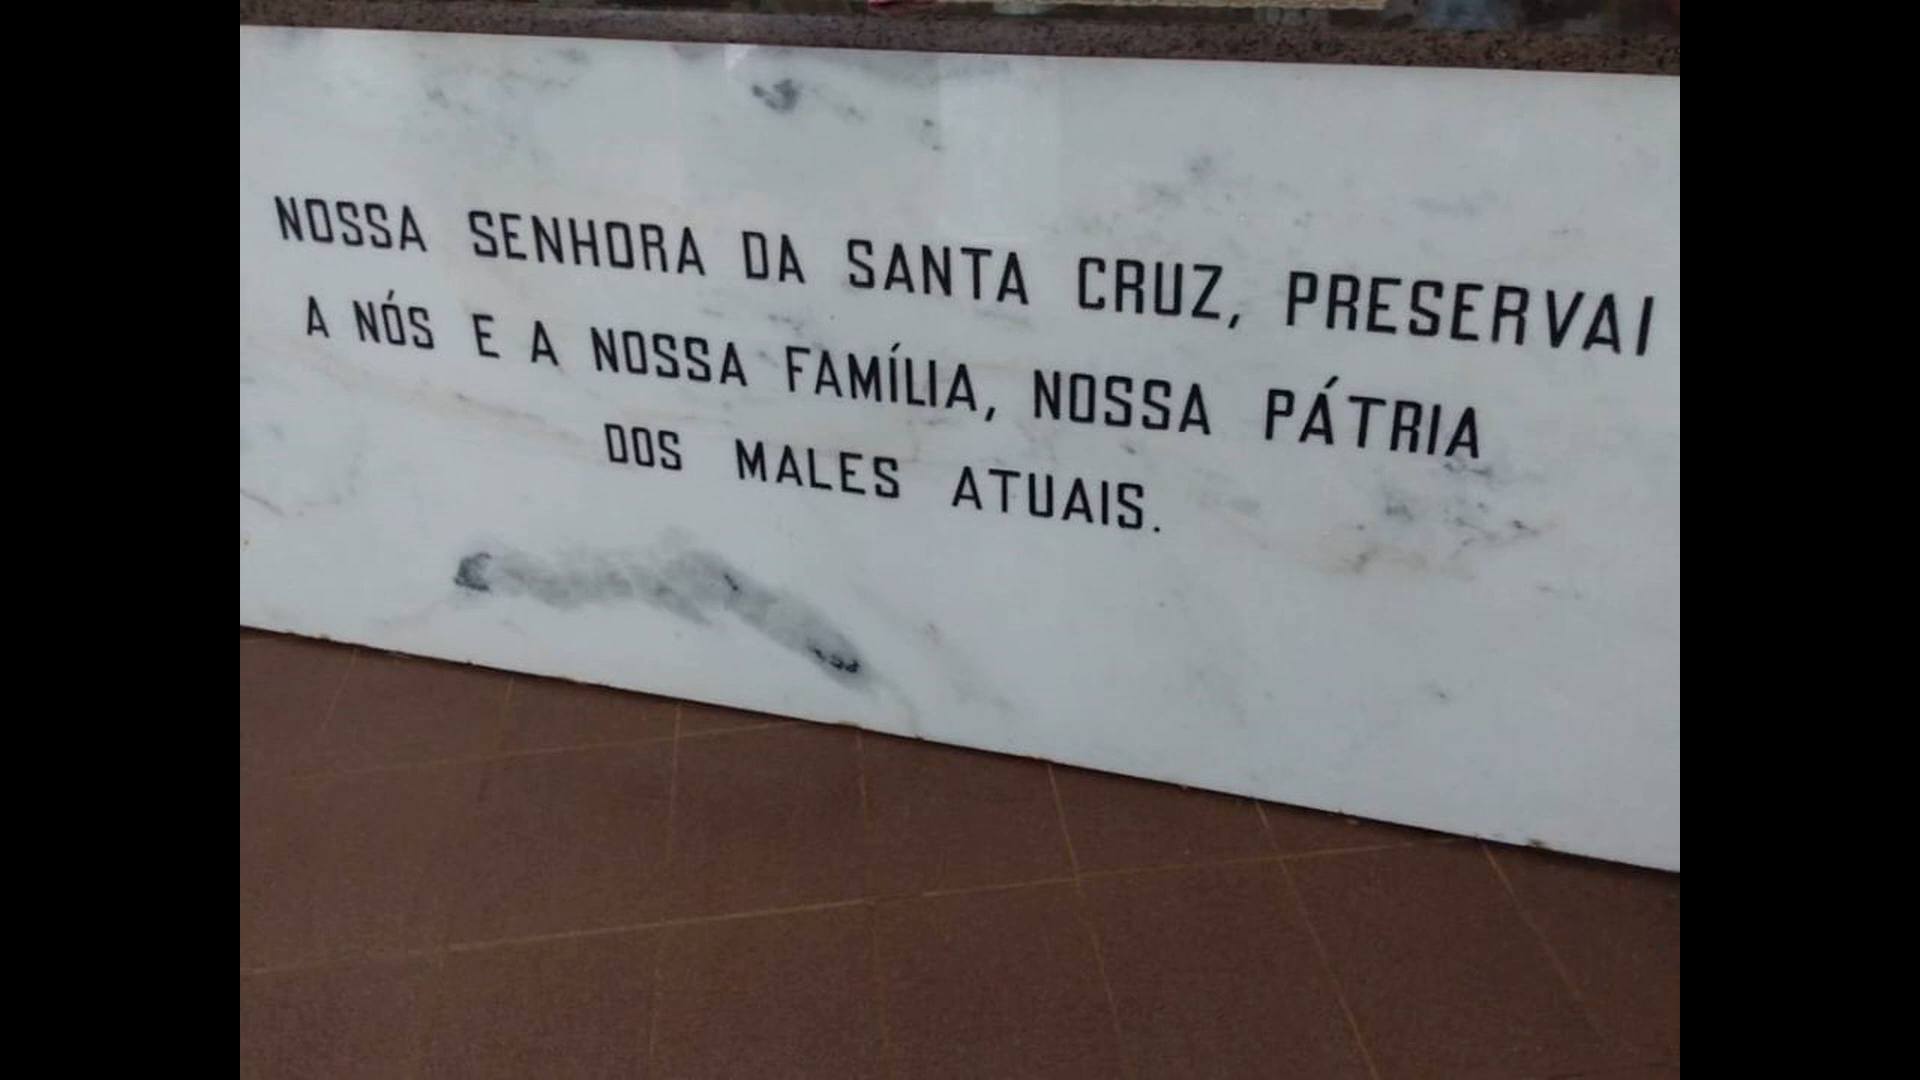 NOSSA SENHORA DA SANTA CRUZ, PRESERVAI
A NÓS E A NOSSA FAMÍLIA, NOSSA PÁTRIA
DOS MALES ATUAIS.